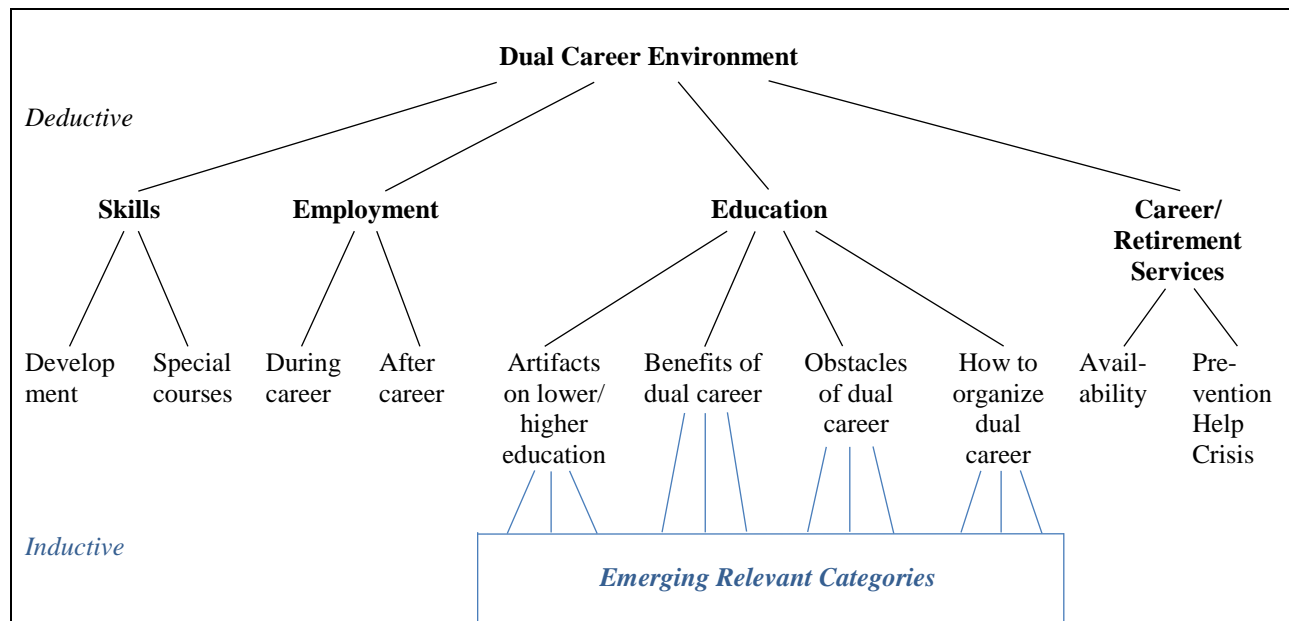 Dual Career Environment
Deductive
Skills
Employment
Education
Career/
Retirement
Services
Develop
ment
Special
courses
During
career
After
career
Artifacts
on lower/
higher
education
Benefits of
dual career
Obstacles
of dual
career
How to
organize
dual
career
Avail-
ability
Pre-
vention
Help
Crisis
Inductive
Emerging Relevant Categories